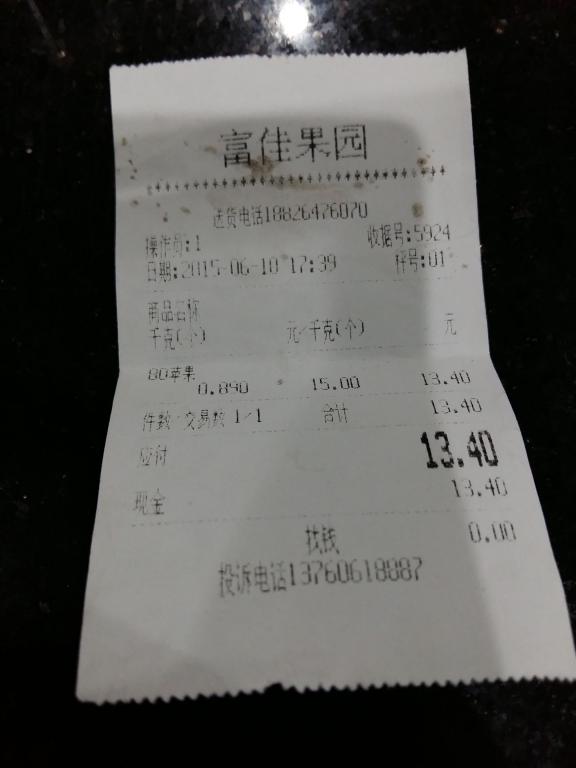 富佳果园
送货电话18826476070
操作员:1 收据号:5924
日期:2015-06-10 17:39 秤号:01
商品名称
千克(个) 元/千克(个) 元
80苹果
0.890 * 15.00 13.40
件数/交易数 1/1 合计 13.40
应付 13.40
现金 13.40
找钱 0.00
投诉电话13760618887